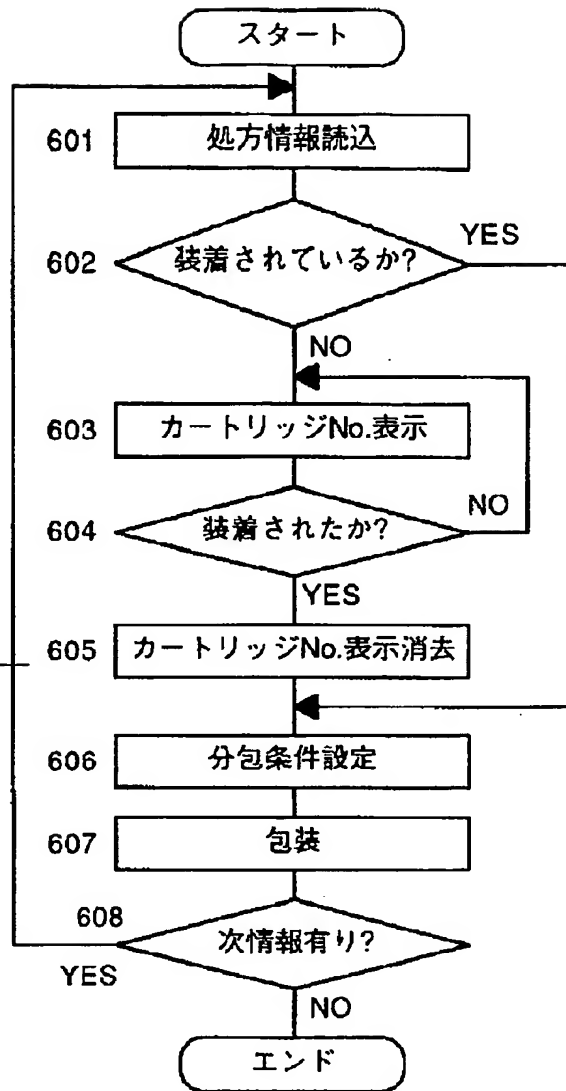 スタート
601 処方情報読込
602 装着されているか? YES
NO
603 カートリッジNo.表示
604 装着されたか? NO
YES
605 カートリッジNo.表示消去
606 分包条件設定
607 包装
608 次情報有り?
YES
NO
エンド